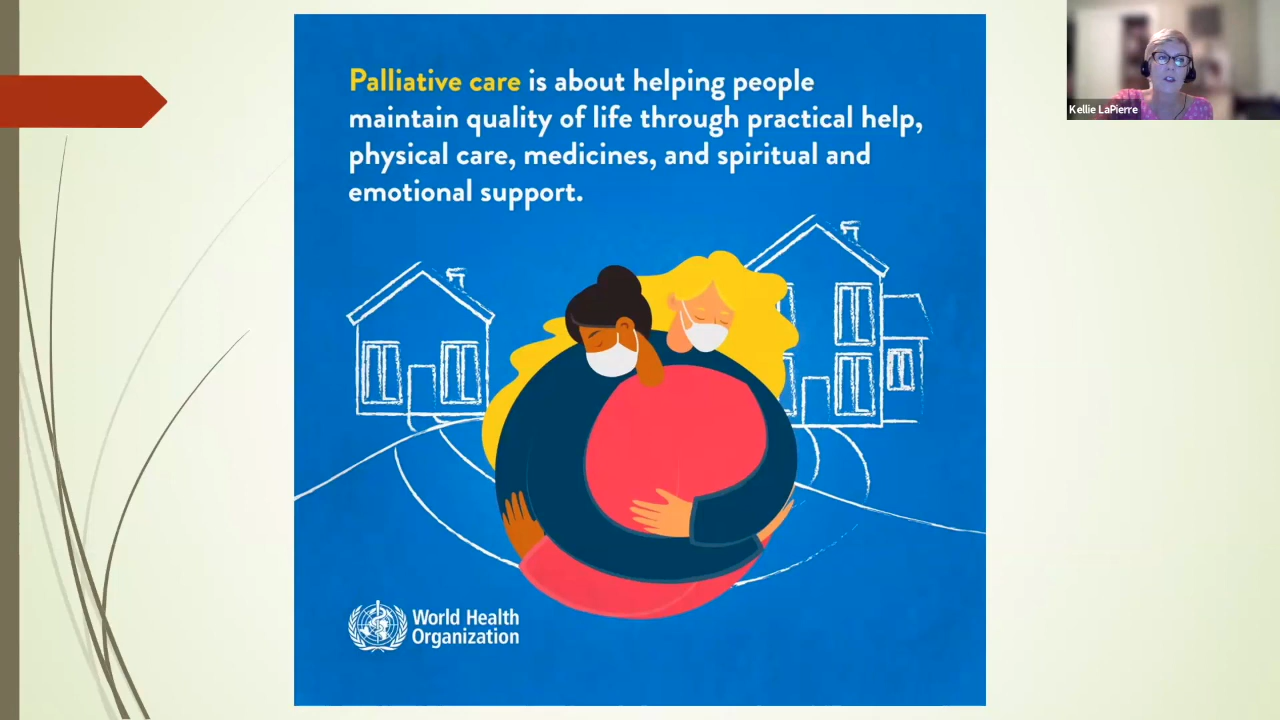 Palliative care is about helping people
maintain quality of life through practical help,
physical care, medicines, and spiritual and
emotional support.
World Health
Organization
Kellie LaPierre